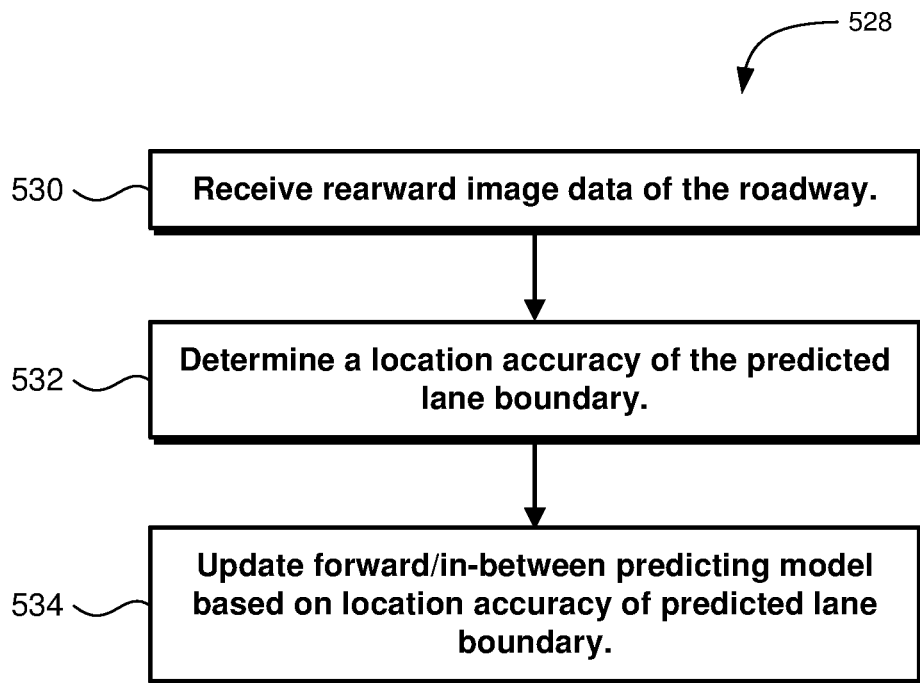 528
530
Receive rearward image data of the roadway.
532
Determine a location accuracy of the predicted
lane boundary.
534
Update forward/in-between predicting model
based on location accuracy of predicted lane
boundary.